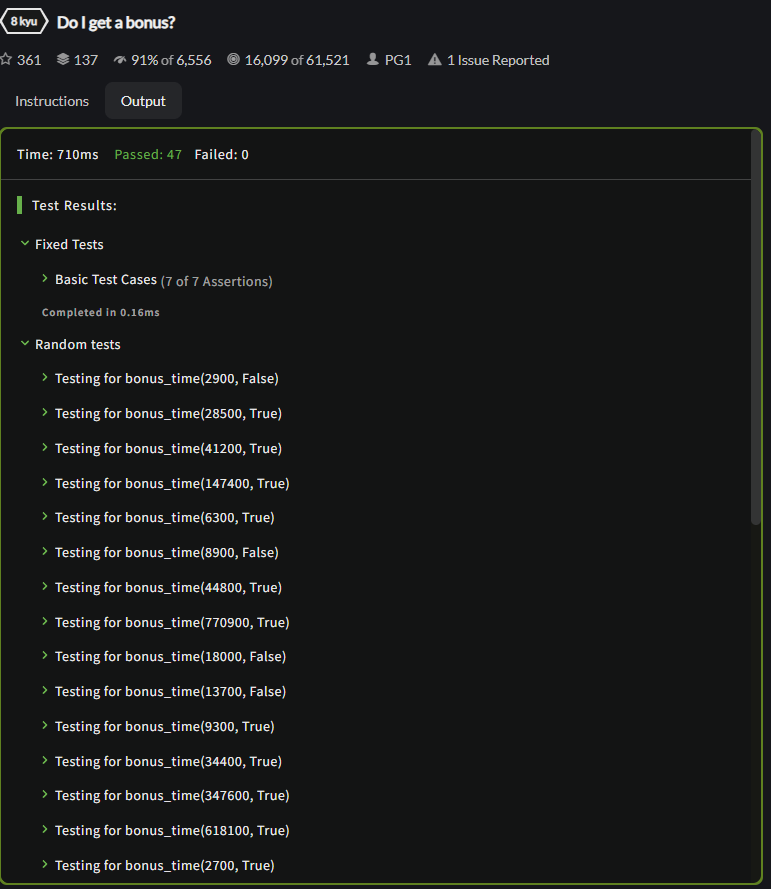 8 kyu Do I get a bonus?
361 137 91% of 6,556 16,099 of 61,521 PG1 1 Issue Reported
Instructions Output
Time: 710ms Passed: 47 Failed: 0
Test Results:
Fixed Tests
Basic Test Cases (7 of 7 Assertions)
Completed in 0.16ms
Random tests
Testing for bonus_time(2900, False)
Testing for bonus_time(28500, True)
Testing for bonus_time(41200, True)
Testing for bonus_time(147400, True)
Testing for bonus_time(6300, True)
Testing for bonus_time(8900, False)
Testing for bonus_time(44800, True)
Testing for bonus_time(770900, True)
Testing for bonus_time(18000, False)
Testing for bonus_time(13700, False)
Testing for bonus_time(9300, True)
Testing for bonus_time(34400, True)
Testing for bonus_time(347600, True)
Testing for bonus_time(618100, True)
Testing for bonus_time(2700, True)